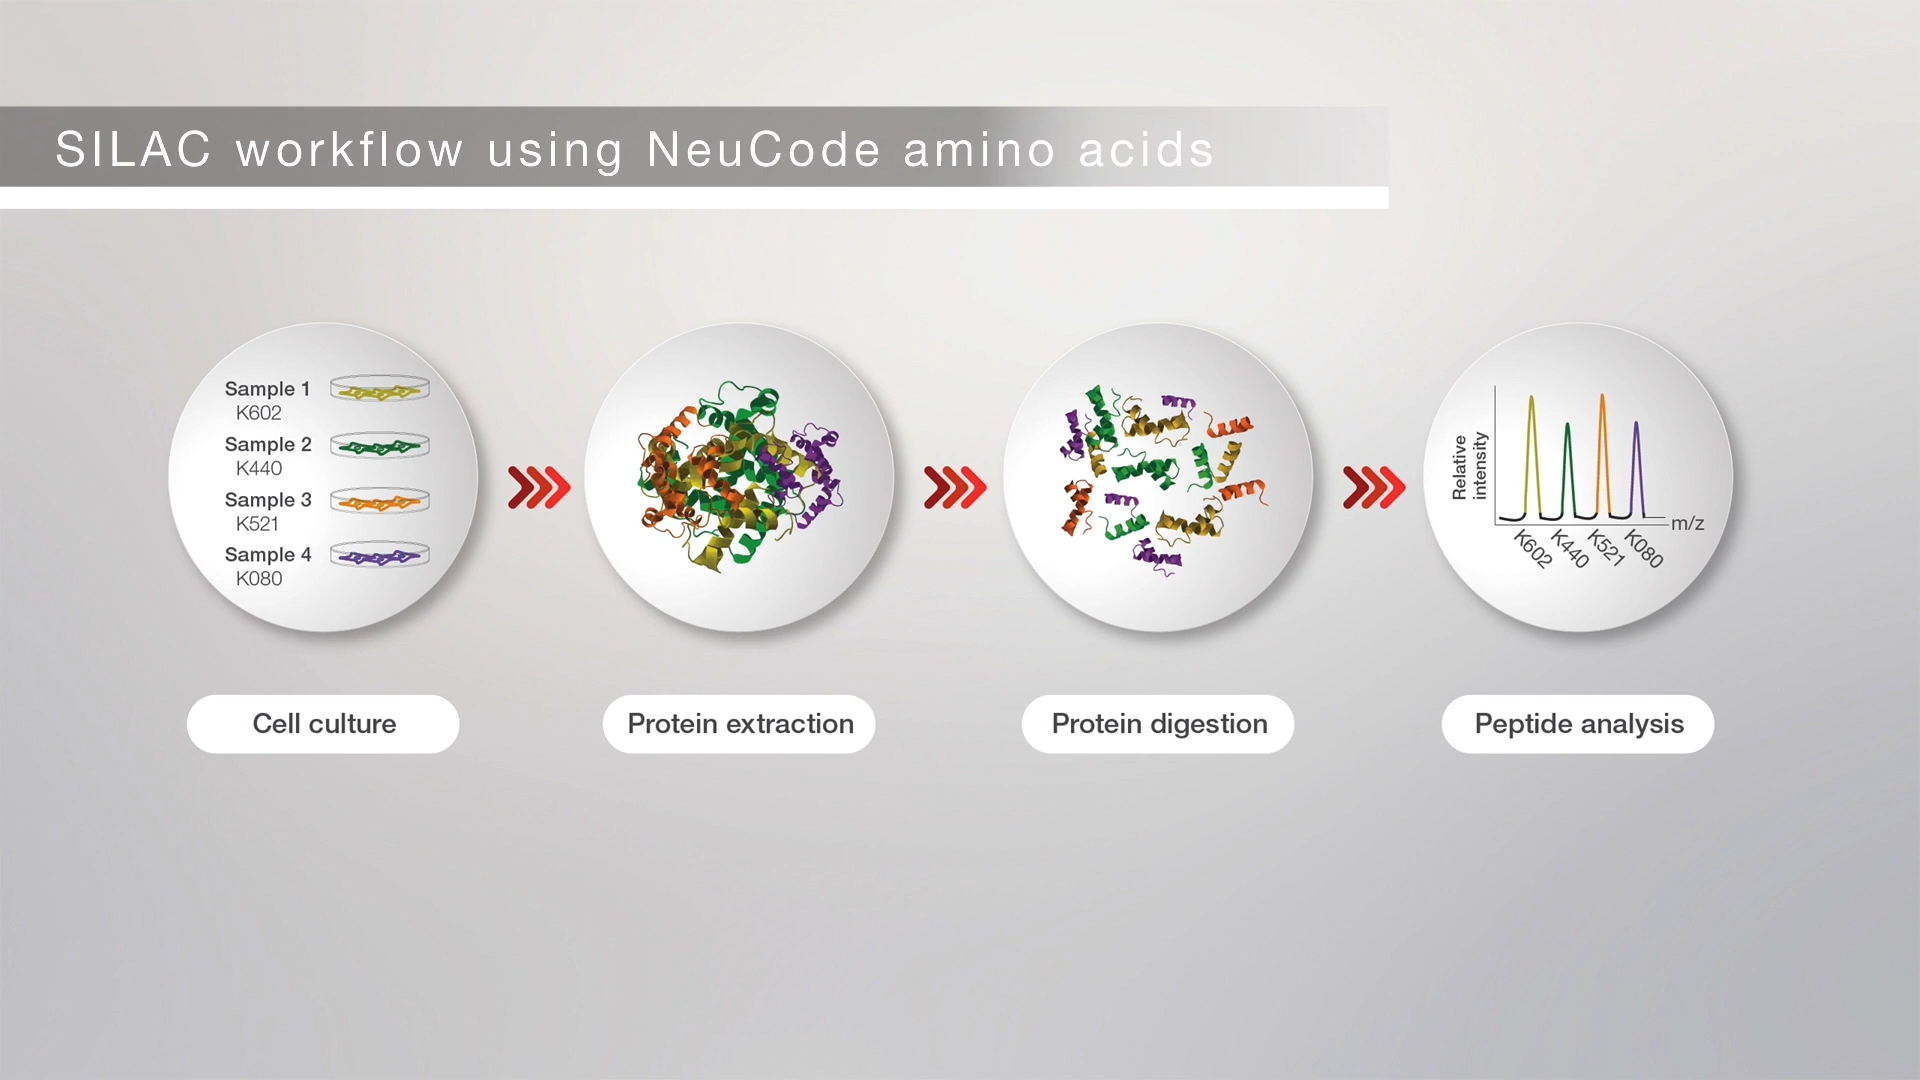 SILAC workflow using NeuCode amino acids
Sample 1
K602
Sample 2
K440
Sample 3
K521
Sample 4
K080
Relative
intensity
m/z
K602
K440
K521
K080
Cell culture
Protein extraction
Protein digestion
Peptide analysis